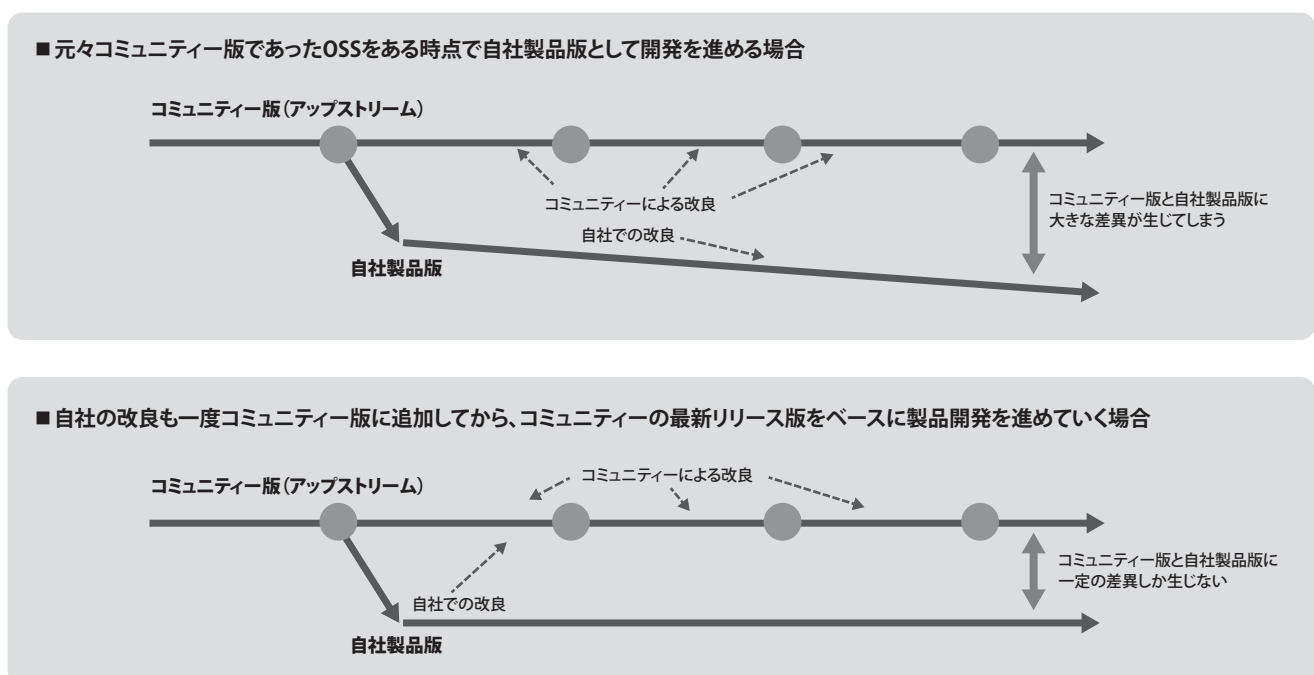 ■ 元々コミュニティー版であったOSSをある時点で自社製品版として開発を進める場合
コミュニティー版(アップストリーム)
コミュニティーによる改良
自社での改良
自社製品版
コミュニティー版と自社製品版に
大きな差異が生じてしまう
■ 自社の改良も一度コミュニティー版に追加してから、コミュニティーの最新リリース版をベースに製品開発を進めていく場合
コミュニティーによる改良
コミュニティー版(アップストリーム)
自社での改良
自社製品版
コミュニティー版と自社製品版に
一定の差異しか生じない